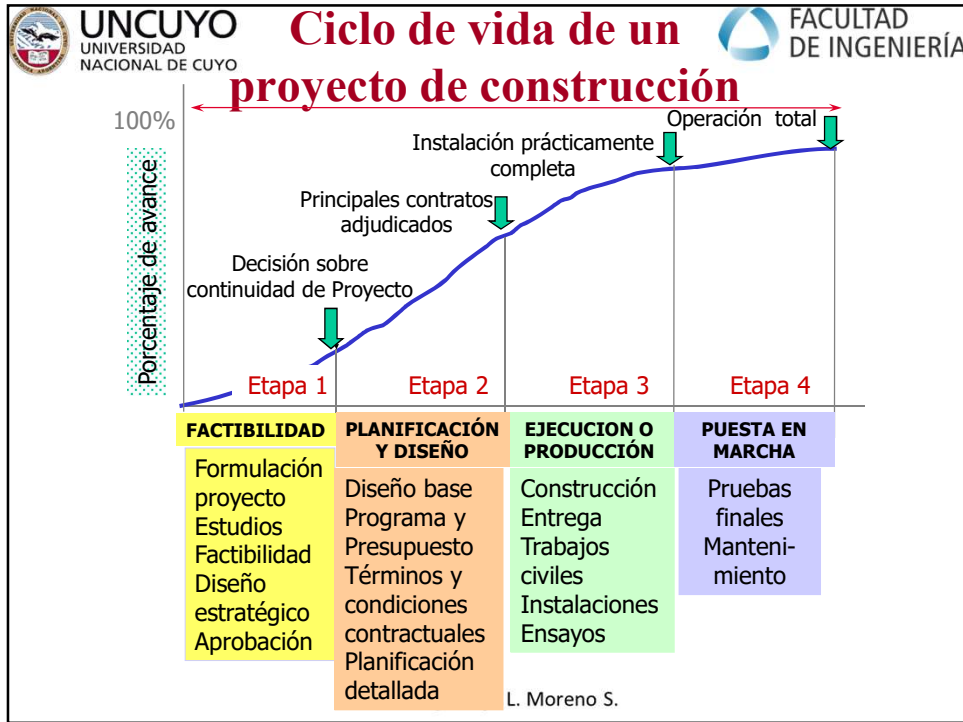 UNCUYO
UNIVERSIDAD
NACIONAL DE CUYO
Ciclo de vida de un
proyecto de construcción
FACULTAD
DE INGENIERÍA
100%
Porcentaje de avance
Operación total
Instalación prácticamente
completa
Principales contratos
adjudicados
Decisión sobre
continuidad de Proyecto
Etapa 1
Etapa 2
Etapa 3
Etapa 4
FACTIBILIDAD
Formulación
proyecto
Estudios
Factibilidad
Diseño
estratégico
Aprobación
PLANIFICACIÓN
Y DISEÑO
Diseño base
Programa y
Presupuesto
Términos y
condiciones
contractuales
Planificación
detallada
EJECUCION O
PRODUCCIÓN
Construcción
Entrega
Trabajos
civiles
Instalaciones
Ensayos
PUESTA EN
MARCHA
Pruebas
finales
Manteni-
miento
L. Moreno S.